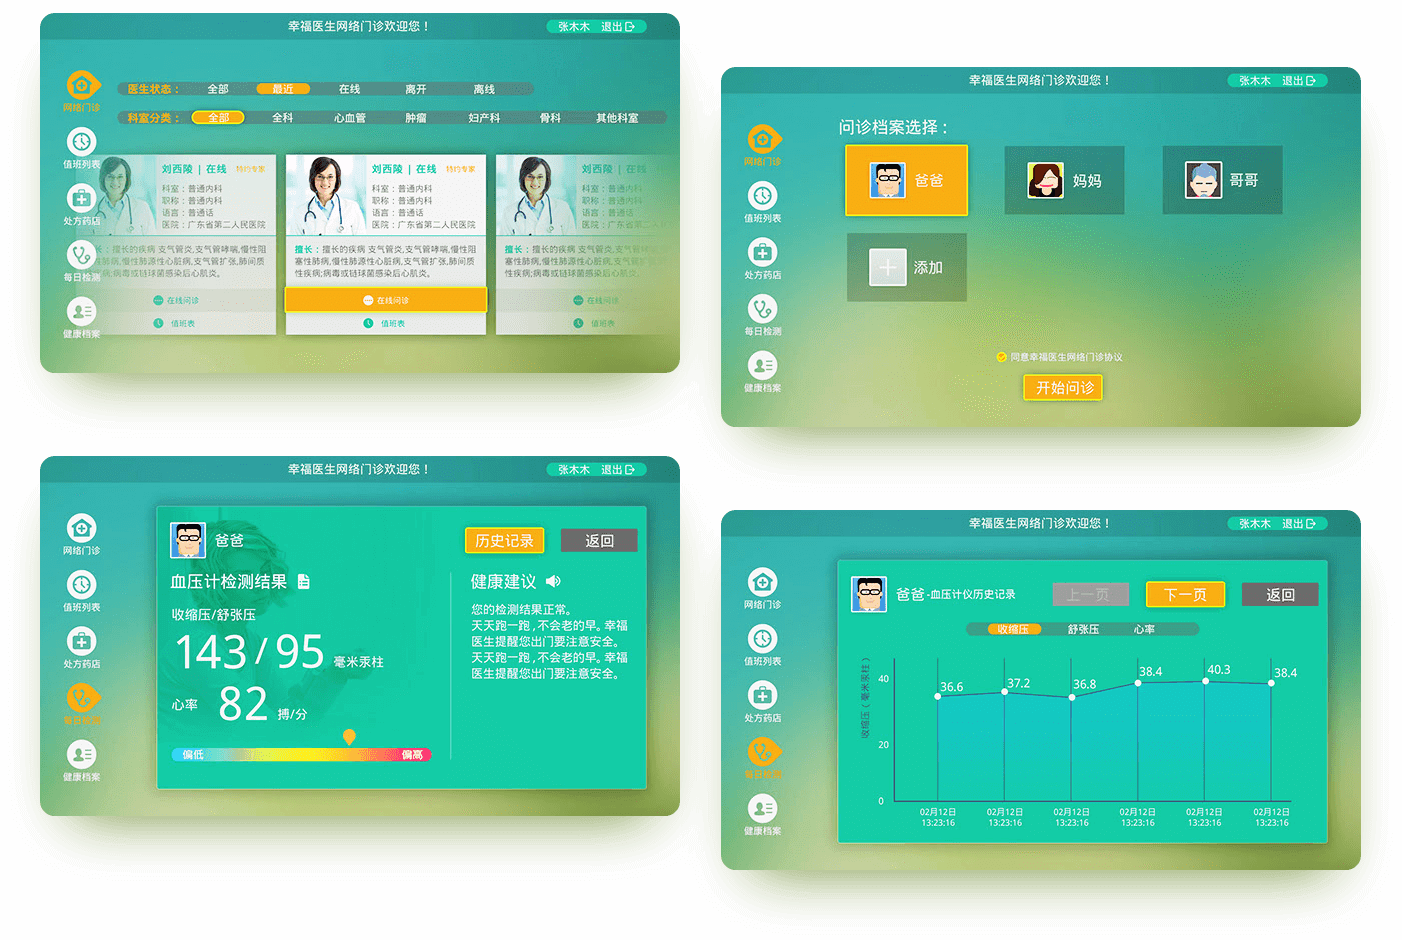 幸福医生网络门诊欢迎您！
张木木 退出
网络门诊
值班列表
处方药店
每日检测
健康档案
医生状态： 全部 最近 在线 离开 离线
科室分类： 全部 全科 心血管 肿瘤 妇产科 骨科 其他科室
刘西陵 | 在线 特约专家
科室：普通内科
职称：普通内科
语言：普通话
医院：广东省第二人民医院
长：擅长的疾病 支气管炎,支气管哮喘,慢性阻
性肺病,慢性肺源性心脏病,支气管扩张,肺间质
疾病;病毒或链球菌感染后心肌炎。
在线问诊
值班表
刘西陵 | 在线 特约专家
科室：普通内科
职称：普通内科
语言：普通话
医院：广东省第二人民医院
擅长：擅长的疾病 支气管炎,支气管哮喘,慢性阻
塞性肺病,慢性肺源性心脏病,支气管扩张,肺间质
性疾病;病毒或链球菌感染后心肌炎。
在线问诊
值班表
刘西陵 | 在线 特约专家
科室：普通内科
职称：普通内科
语言：普通话
医院：广东省第二人民医院
擅长：擅长的疾病 支气管炎,支气管哮喘,慢性阻
塞性肺病,慢性肺源性心脏病,支气管扩张,肺间质
性疾病;病毒或链球菌感染后心肌炎。
在线问诊
值班表
幸福医生网络门诊欢迎您！
张木木 退出
网络门诊
值班列表
处方药店
每日检测
健康档案
问诊档案选择：
爸爸
妈妈
哥哥
添加
同意幸福医生网络门诊协议
开始问诊
幸福医生网络门诊欢迎您！
张木木 退出
网络门诊
值班列表
处方药店
每日检测
健康档案
爸爸
历史记录
返回
血压计检测结果
收缩压/舒张压
143/95 毫米汞柱
心率 82 搏/分
偏低 偏高
健康建议
您的检测结果正常。
天天跑一跑,不会老的早。幸福
医生提醒您出门要注意安全。
天天跑一跑,不会老的早。幸福
医生提醒您出门要注意安全。
幸福医生网络门诊欢迎您！
张木木 退出
网络门诊
值班列表
处方药店
每日检测
健康档案
爸爸-血压计仪历史记录
上一页
下一页
返回
收缩压 舒张压 心率
收缩压（毫米汞柱）
40
20
0
36.6 37.2 36.8 38.4 40.3 38.4
02月12日 02月12日 02月12日 02月12日 02月12日 02月12日
13:23:16 13:23:16 13:23:16 13:23:16 13:23:16 13:23:16